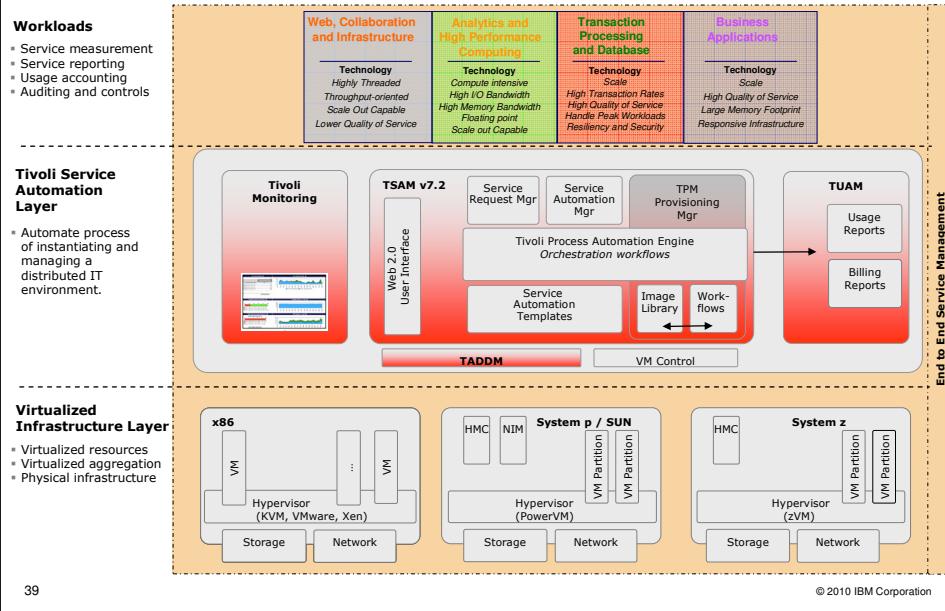 Workloads
Service measurement
Service reporting
Usage accounting
Auditing and controls
Web, Collaboration
and Infrastructure
Technology
Highly Threaded
Throughput-oriented
Scale Out Capable
Lower Quality of Service
Analytics and
High Performance
Computing
Technology
Compute intensive
High I/O Bandwidth
High Memory Bandwidth
Floating point
Scale out Capable
Transaction
Processing
and Database
Technology
Scale
High Transaction Rates
High Quality of Service
Handle Peak Workloads
Resiliency and Security
Business
Applications
Technology
Scale
High Quality of Service
Large Memory Footprint
Responsive Infrastructure
Tivoli Service
Automation
Layer
Automate process
of instantiating and
managing a
distributed IT
environment.
Tivoli
Monitoring
TSAM v7.2
Web 2.0
User Interface
Service
Request Mgr
Service
Automation
Mgr
TPM
Provisioning
Mgr
Tivoli Process Automation Engine
Orchestration workflows
Service
Automation
Templates
Image
Library
Work-
flows
TUAM
Usage
Reports
Billing
Reports
TADDM
VM Control
End to End Service Management
Virtualized
Infrastructure Layer
Virtualized resources
Virtualized aggregation
Physical infrastructure
x86
VM
...
VM
Hypervisor
(KVM, VMware, Xen)
Storage
Network
HMC
NIM
System p / SUN
VM Partition
VM Partition
Hypervisor
(PowerVM)
Storage
Network
HMC
System z
VM Partition
VM Partition
Hypervisor
(zVM)
Storage
Network
39
© 2010 IBM Corporation